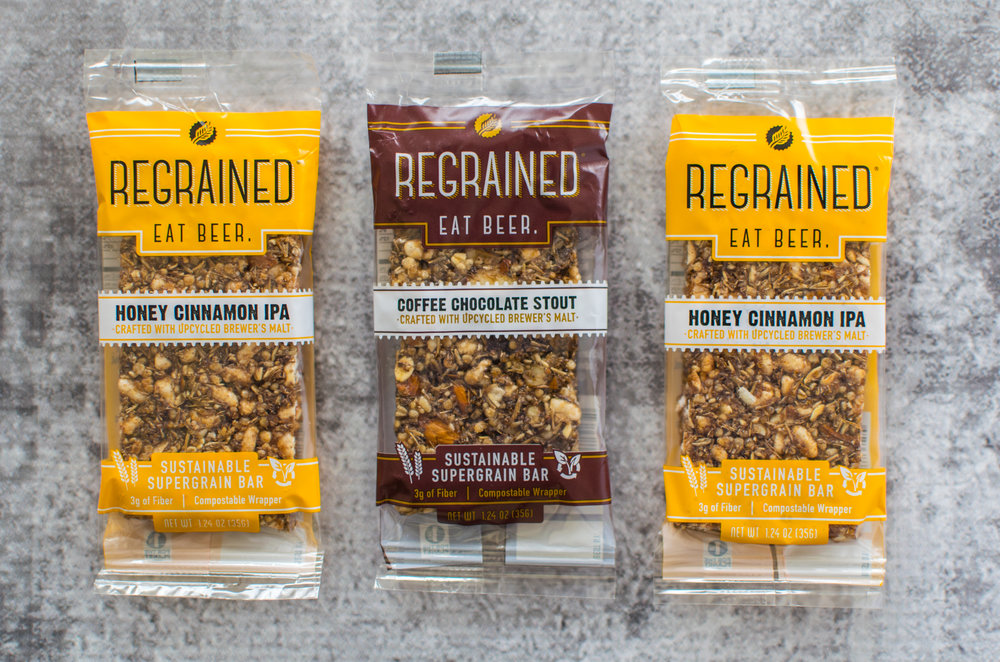 REGRAINED
EAT BEER.
HONEY CINNAMON IPA
·CRAFTED WITH UPCYCLED BREWER'S MALT·
SUSTAINABLE
SUPERGRAIN BAR
3g of Fiber | Compostable Wrapper
NET WT 1.24 OZ (35G)
REGRAINED
EAT BEER.
COFFEE CHOCOLATE STOUT
·CRAFTED WITH UPCYCLED BREWER'S MALT·
SUSTAINABLE
SUPERGRAIN BAR
3g of Fiber | Compostable Wrapper
NET WT 1.24 OZ (35G)
REGRAINED®
EAT BEER.
HONEY CINNAMON IPA
·CRAFTED WITH UPCYCLED BREWER'S MALT·
SUSTAINABLE
SUPERGRAIN BAR
3g of Fiber | Compostable Wrapper
NET WT 1.24 OZ (35G)